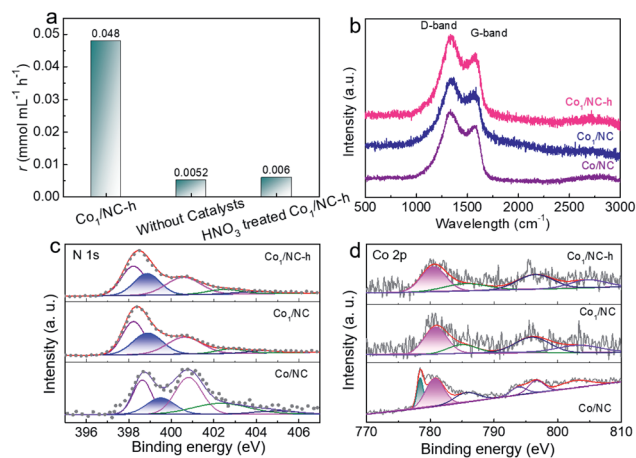 a
r (mmol mL⁻¹ h⁻¹)
0.05
0.04
0.03
0.02
0.01
0.00
0.048
0.0052
0.006
Co₁/NC-h
Without Catalysts
HNO₃ treated Co₁/NC-h
b
Intensity (a.u.)
D-band
G-band
Co₁/NC-h
Co₁/NC
Co/NC
500 1000 1500 2000 2500 3000
Wavelength (cm⁻¹)
c
N 1s
Intensity (a. u.)
Co₁/NC-h
Co₁/NC
Co/NC
396 398 400 402 404 406
Binding energy (eV)
d
Co 2p
Intensity (a. u.)
Co₁/NC-h
Co₁/NC
Co/NC
770 780 790 800 810
Binding energy (eV)